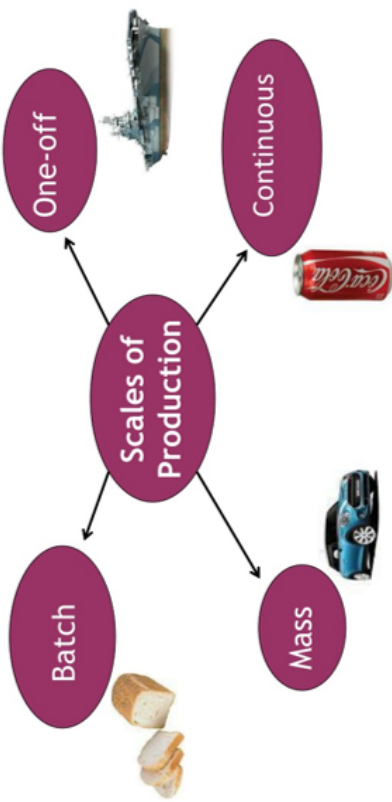 Batch
One-off
Scales of
Production
Mass
Continuous
Coca-Cola